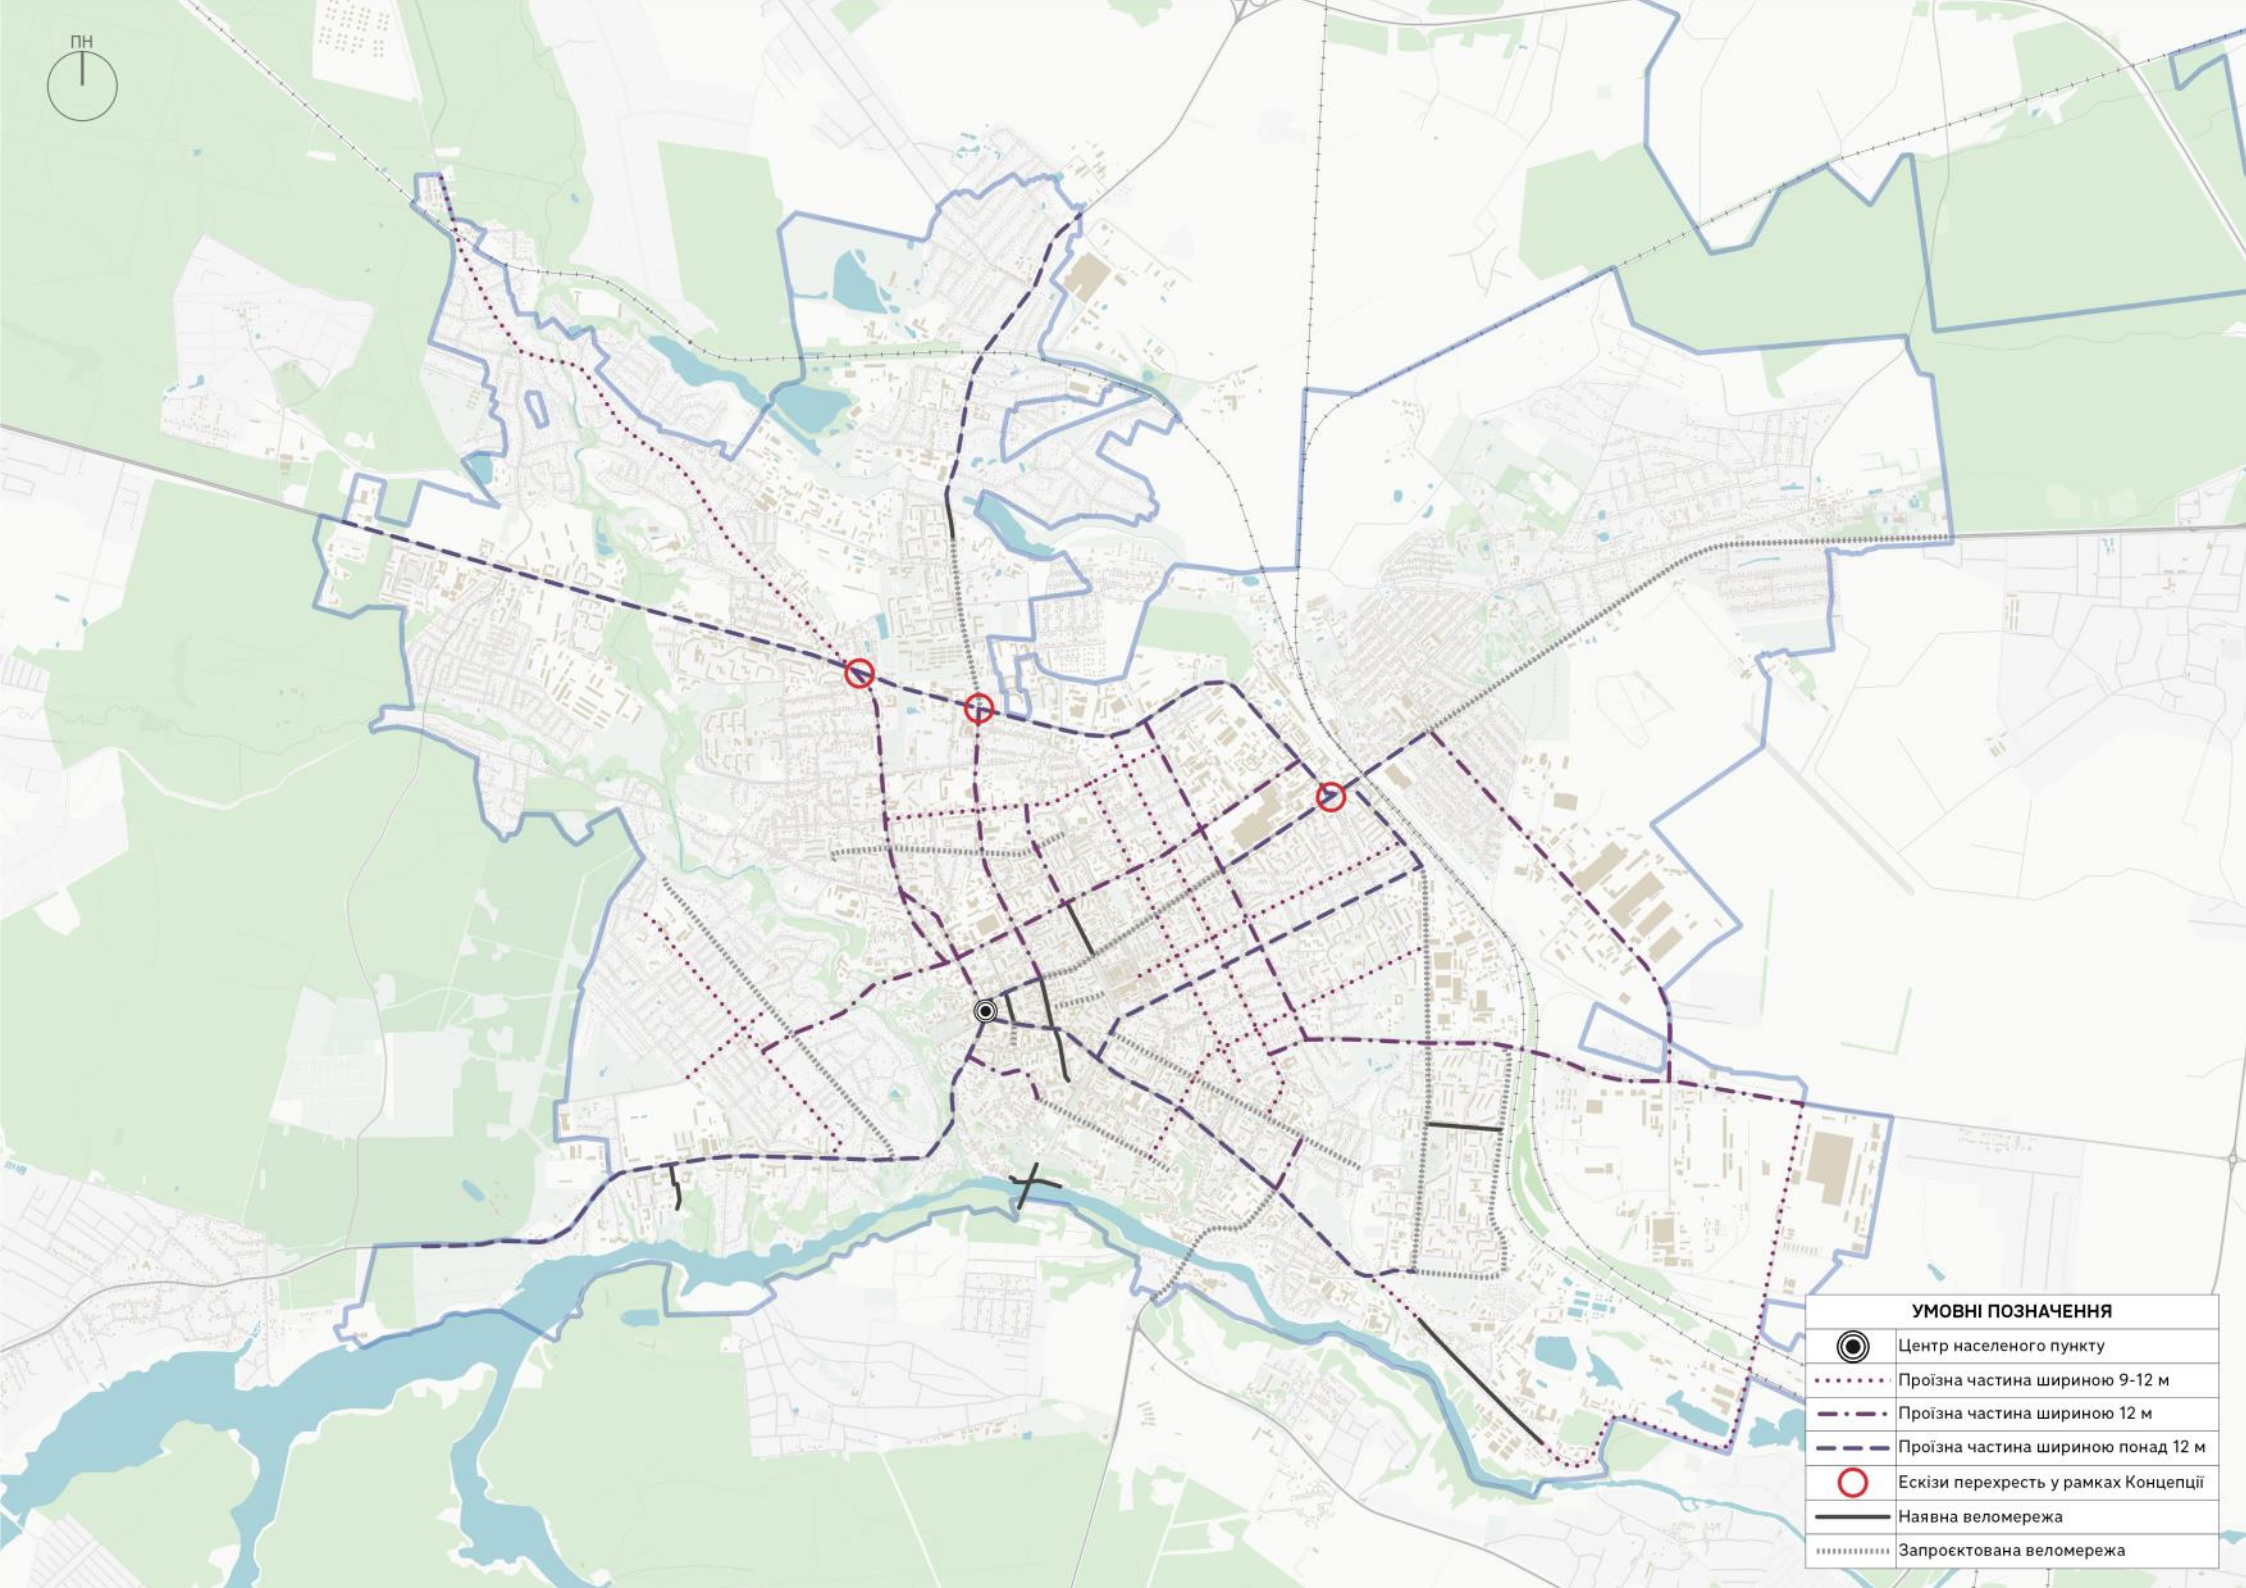 ПН
УМОВНІ ПОЗНАЧЕННЯ
Центр населеного пункту
Проїзна частина шириною 9-12 м
Проїзна частина шириною 12 м
Проїзна частина шириною понад 12 м
Ескізи перехресть у рамках Концепції
Наявна веломережа
Запроєктована веломережа